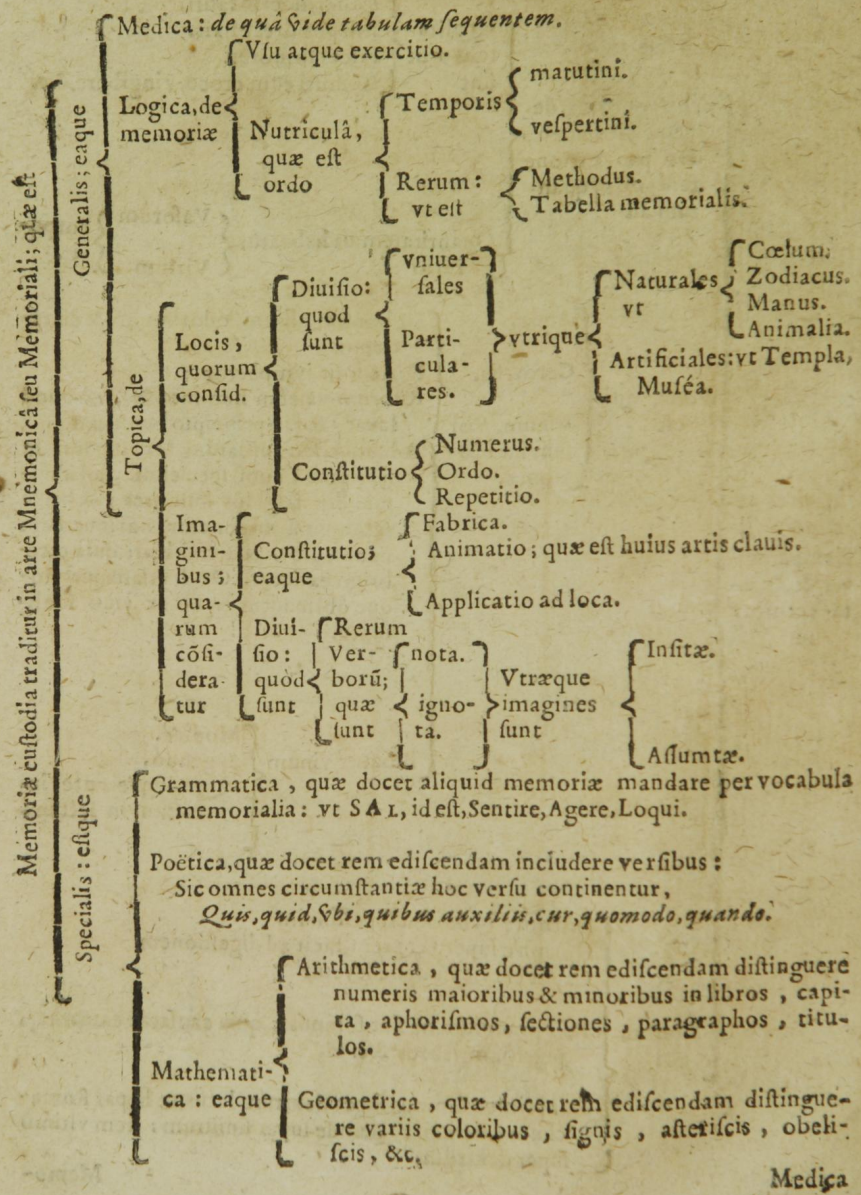 Memoriæ cuſtodia traditur in arte Mnemonicâ ſeu Memoriali; quæ eſt
Generalis; eaque
Medica: de quâ vide tabulam ſequentem.
Logica, de
memoriæ
Vſu atque exercitio.
Nutriculâ,
quæ eſt
ordo
Temporis
matutini.
veſpertini.
Rerum:
vt eſt
Methodus.
Tabella memorialis.
Topica, de
Locis,
quorum
conſid.
Diuiſio:
quod
ſunt
vniuer-
ſales
Parti-
cula-
res.
vtrique
Naturales
vt
Cœlum.
Zodiacus.
Manus.
Animalia.
Artificiales: vt Templa,
Muſéa.
Conſtitutio
Numerus.
Ordo.
Repetitio.
Ima-
gini-
bus;
qua-
rum
cõſi-
dera
tur
Conſtitutio;
eaque
Fabrica.
Animatio; quæ eſt huius artis clauis.
Applicatio ad loca.
Diui-
ſio:
quòd
ſunt
Rerum
Ver-
borũ;
quæ
ſunt
nota.
igno-
ta.
Vtræque
imagines
ſunt
Inſitæ.
Aſſumtæ.
Specialis: eſtque
Grammatica, quæ docet aliquid memoriæ mandare per vocabula
memorialia: vt SAL, id eſt, Sentire, Agere, Loqui.
Poëtica, quæ docet rem ediſcendam includere verſibus:
Sic omnes circumſtantiæ hoc verſu continentur,
Quis, quid, vbi, quibus auxiliis, cur, quomodo, quando.
Mathemati-
ca: eaque
Arithmetica, quæ docet rem ediſcendam diſtinguere
numeris maioribus & minoribus in libros, capi-
ta, aphoriſmos, ſectiones, paragraphos, titu-
los.
Geometrica, quæ docet rem ediſcendam diſtingue-
re variis coloribus, ſignis, aſteriſcis, obeli-
ſcis, &c.
Medica